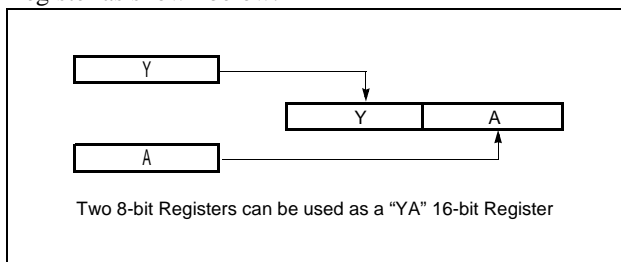 Y
Y A
A
Two 8-bit Registers can be used as a “YA” 16-bit Register